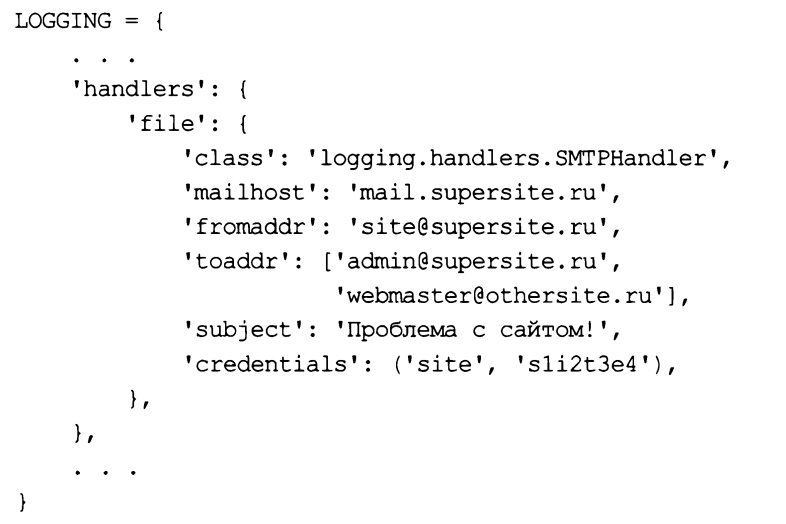 LOGGING = {
    . . .
    'handlers': {
        'file': {
            'class': 'logging.handlers.SMTPHandler',
            'mailhost': 'mail.supersite.ru',
            'fromaddr': 'site@supersite.ru',
            'toaddr': ['admin@supersite.ru',
                       'webmaster@othersite.ru'],
            'subject': 'Проблема с сайтом!',
            'credentials': ('site', 's1i2t3e4'),
        },
    },
    . . .
}